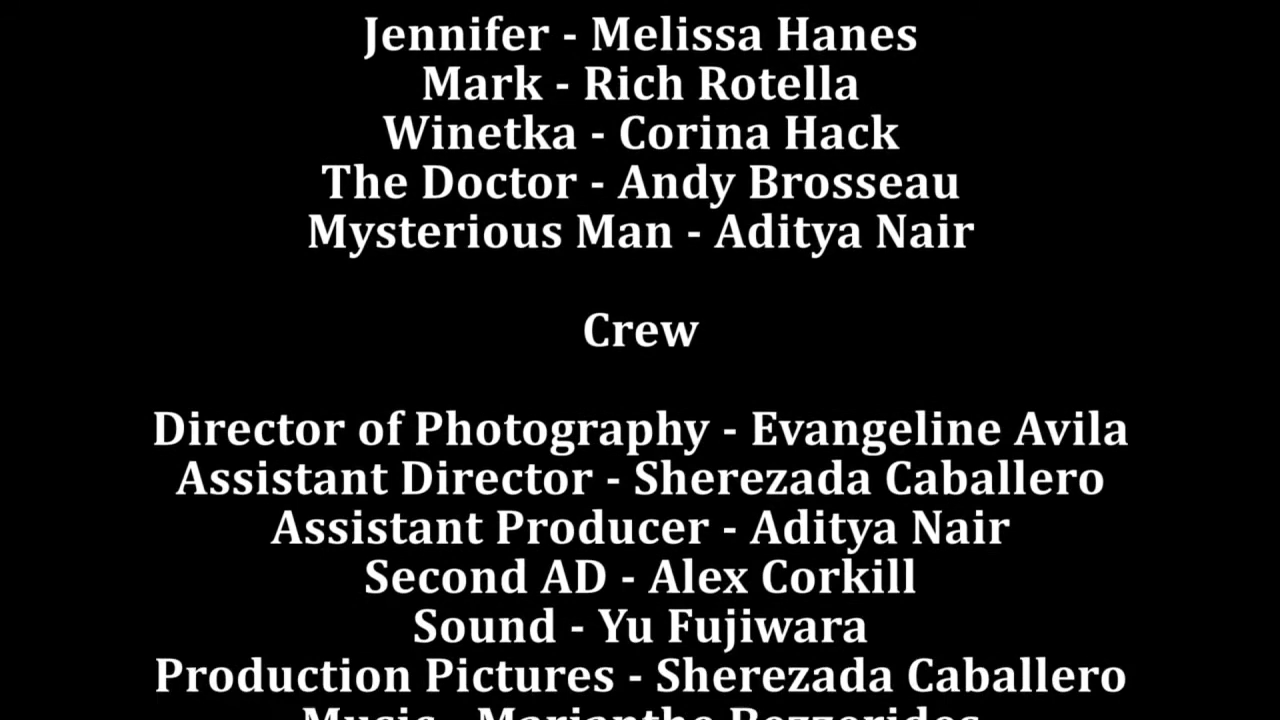 Jennifer - Melissa Hanes
Mark - Rich Rotella
Winetka - Corina Hack
The Doctor - Andy Brosseau
Mysterious Man - Aditya Nair
Crew
Director of Photography - Evangeline Avila
Assistant Director - Sherezada Caballero
Assistant Producer - Aditya Nair
Second AD - Alex Corkill
Sound - Yu Fujiwara
Production Pictures - Sherezada Caballero
Music - Marianthe Bezzerides